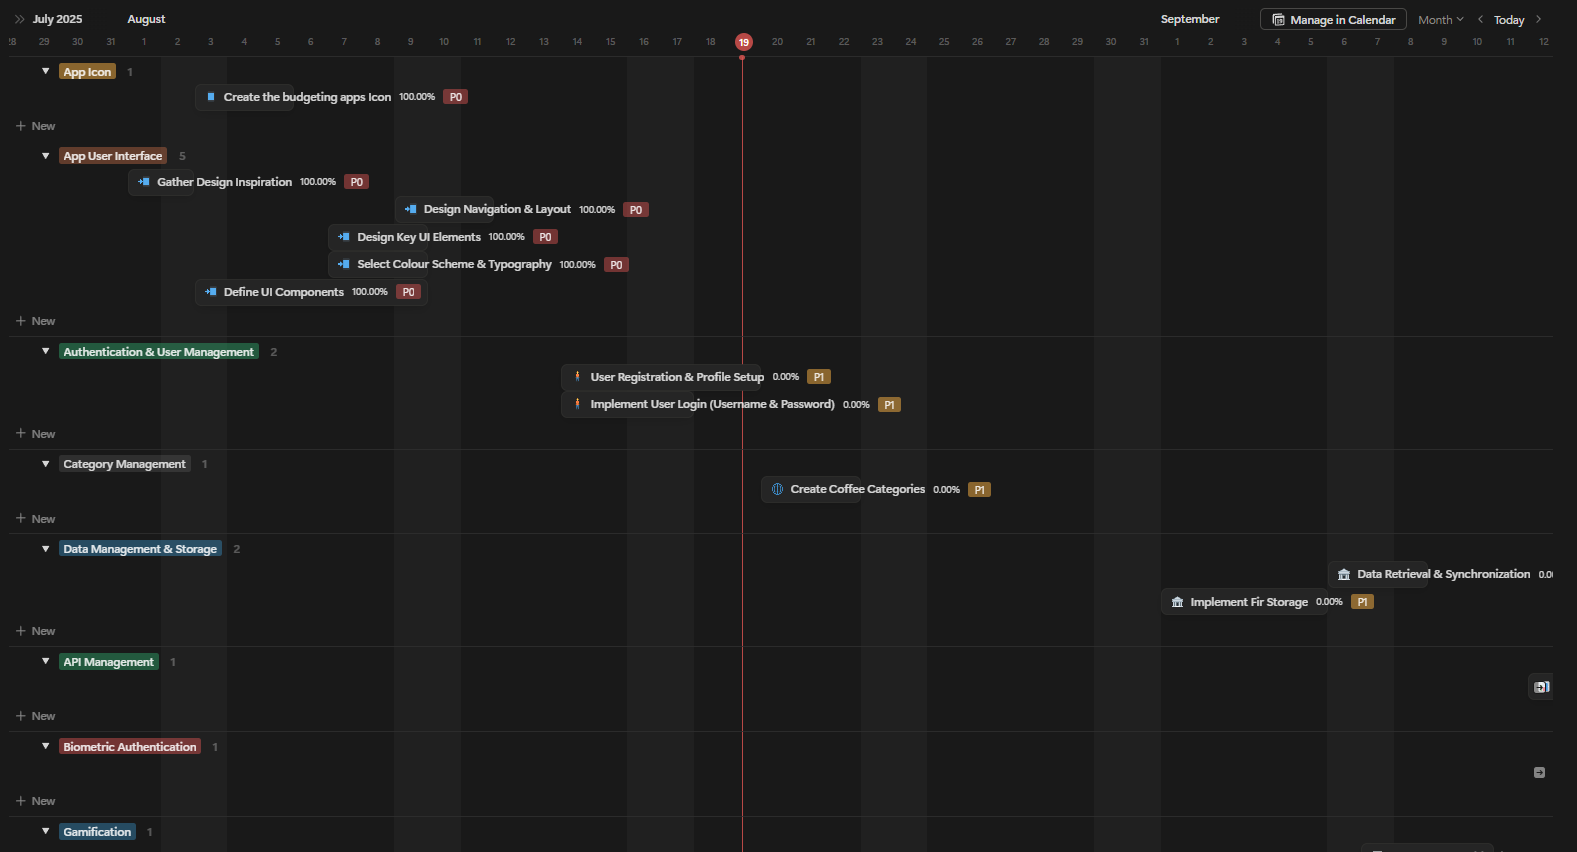 July 2025 August September Manage in Calendar Month Today
28 29 30 31 1 2 3 4 5 6 7 8 9 10 11 12 13 14 15 16 17 18 19 20 21 22 23 24 25 26 27 28 29 30 31 1 2 3 4 5 6 7 8 9 10 11 12
App Icon 1
Create the budgeting apps Icon 100.00% P0
New
App User Interface 5
Gather Design Inspiration 100.00% P0
Design Navigation & Layout 100.00% P0
Design Key UI Elements 100.00% P0
Select Colour Scheme & Typography 100.00% P0
Define UI Components 100.00% P0
New
Authentication & User Management 2
User Registration & Profile Setup 0.00% P1
Implement User Login (Username & Password) 0.00% P1
New
Category Management 1
Create Coffee Categories 0.00% P1
New
Data Management & Storage 2
Data Retrieval & Synchronization 0.0
Implement Fir Storage 0.00% P1
New
API Management 1
New
Biometric Authentication 1
New
Gamification 1